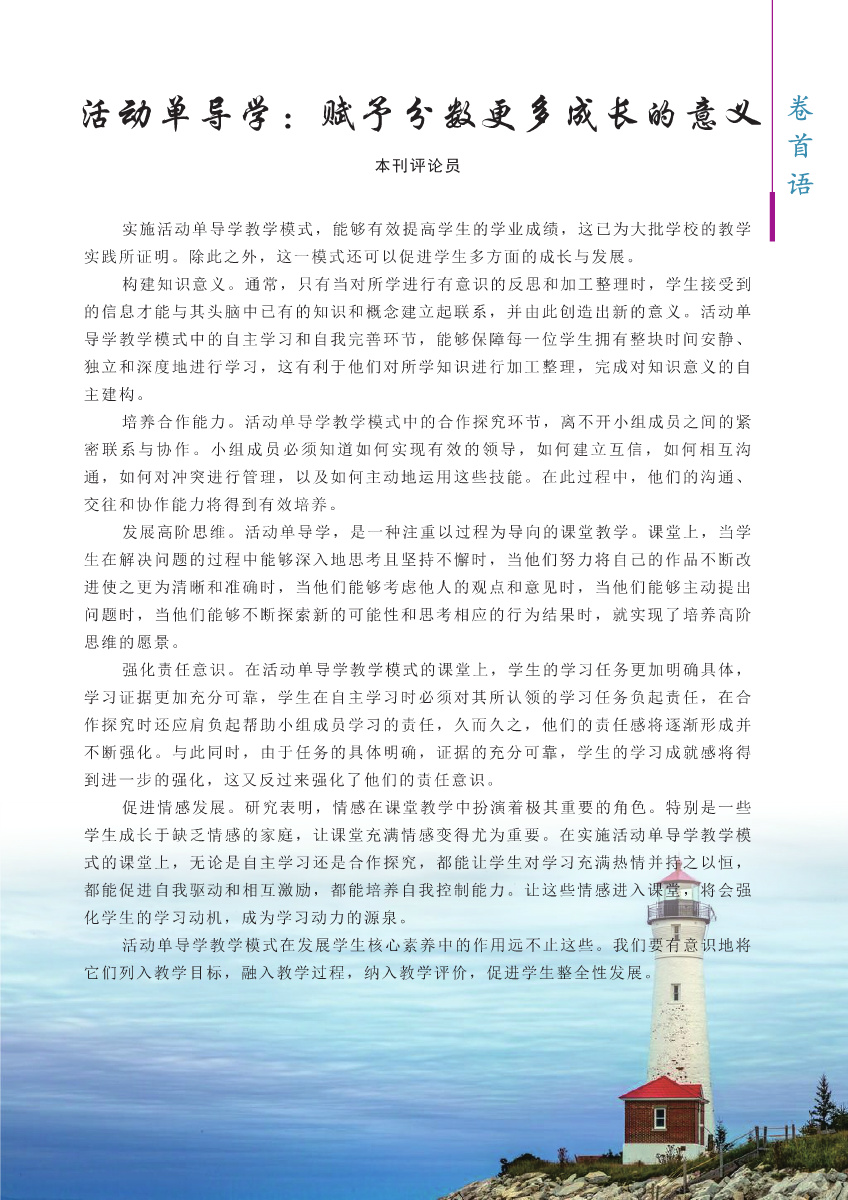 活动单导学：赋予分数更多成长的意义
卷首语
本刊评论员
实施活动单导学教学模式，能够有效提高学生的学业成绩，这已为大批学校的教学
实践所证明。除此之外，这一模式还可以促进学生多方面的成长与发展。
构建知识意义。通常，只有当对所学进行有意识的反思和加工整理时，学生接受到
的信息才能与其头脑中已有的知识和概念建立起联系，并由此创造出新的意义。活动单
导学教学模式中的自主学习和自我完善环节，能够保障每一位学生拥有整块时间安静、
独立和深度地进行学习，这有利于他们对所学知识进行加工整理，完成对知识意义的自
主建构。
培养合作能力。活动单导学教学模式中的合作探究环节，离不开小组成员之间的紧
密联系与协作。小组成员必须知道如何实现有效的领导，如何建立互信，如何相互沟
通，如何对冲突进行管理，以及如何主动地运用这些技能。在此过程中，他们的沟通、
交往和协作能力将得到有效培养。
发展高阶思维。活动单导学，是一种注重以过程为导向的课堂教学。课堂上，当学
生在解决问题的过程中能够深入地思考且坚持不懈时，当他们努力将自己的作品不断改
进使之更为清晰和准确时，当他们能够考虑他人的观点和意见时，当他们能够主动提出
问题时，当他们能够不断探索新的可能性和思考相应的行为结果时，就实现了培养高阶
思维的愿景。
强化责任意识。在活动单导学教学模式的课堂上，学生的学习任务更加明确具体，
学习证据更加充分可靠，学生在自主学习时必须对其所认领的学习任务负起责任，在合
作探究时还应肩负起帮助小组成员学习的责任，久而久之，他们的责任感将逐渐形成并
不断强化。与此同时，由于任务的具体明确，证据的充分可靠，学生的学习成就感将得
到进一步的强化，这又反过来强化了他们的责任意识。
促进情感发展。研究表明，情感在课堂教学中扮演着极其重要的角色。特别是一些
学生成长于缺乏情感的家庭，让课堂充满情感变得尤为重要。在实施活动单导学教学模
式的课堂上，无论是自主学习还是合作探究，都能让学生对学习充满热情并持之以恒，
都能促进自我驱动和相互激励，都能培养自我控制能力。让这些情感进入课堂，将会强
化学生的学习动机，成为学习动力的源泉。
活动单导学教学模式在发展学生核心素养中的作用远不止这些。我们要有意识地将
它们列入教学目标，融入教学过程，纳入教学评价，促进学生整全性发展。